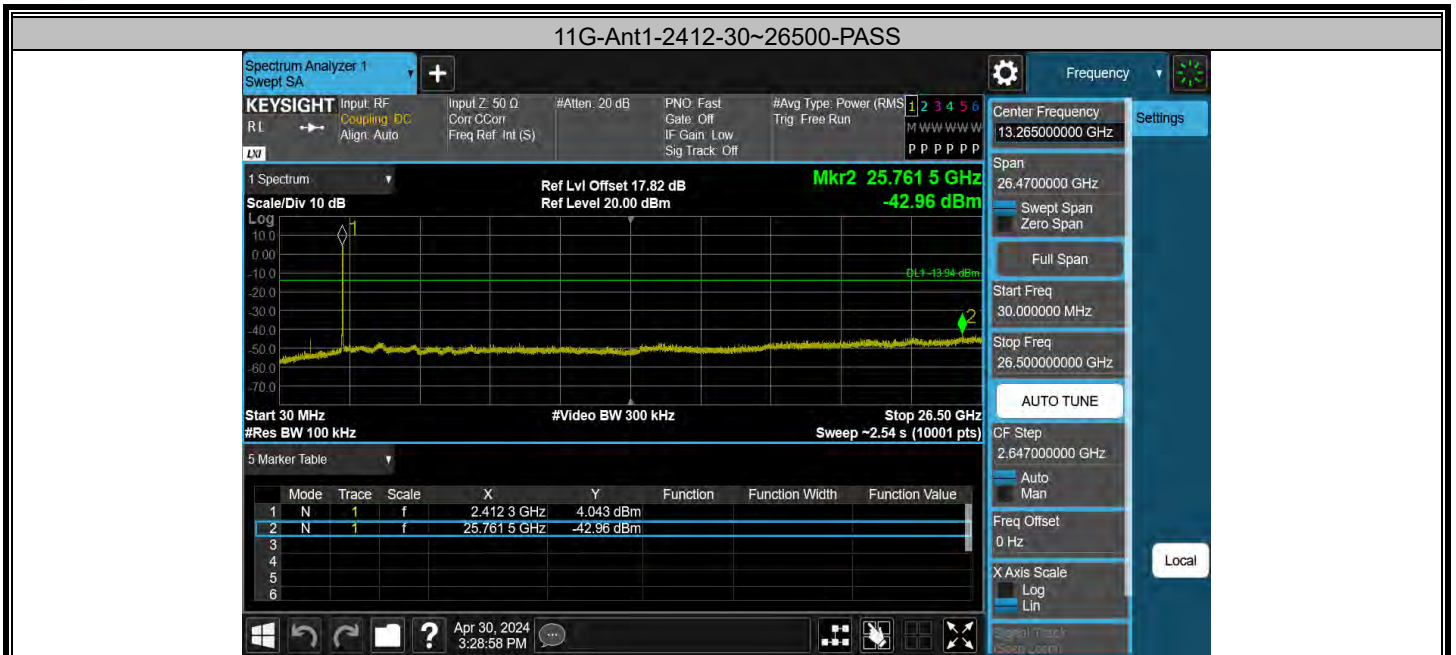 11G-Ant1-2412-30~26500-PASS
Spectrum Analyzer 1
Swept SA
+
Frequency
KEYSIGHT
RL
LXI
Input: RF
Coupling: DC
Align: Auto
Input Z: 50 Ω
Corr CCorr
Freq Ref: Int (S)
#Atten: 20 dB
PNO: Fast
Gate: Off
IF Gain: Low
Sig Track: Off
#Avg Type: Power (RMS
Trig: Free Run
1 2 3 4 5 6
M W W W W W
P P P P P P
1 Spectrum
Scale/Div 10 dB
Ref Lvl Offset 17.82 dB
Ref Level 20.00 dBm
Mkr2 25.761 5 GHz
-42.96 dBm
Log
10.0
0.00
-10.0
-20.0
-30.0
-40.0
-50.0
-60.0
-70.0
1
DL1 -13.94 dBm
2
Start 30 MHz
#Res BW 100 kHz
#Video BW 300 kHz
Stop 26.50 GHz
Sweep ~2.54 s (10001 pts)
5 Marker Table
Mode Trace Scale X Y Function Function Width Function Value
1 N 1 f 2.412 3 GHz 4.043 dBm
2 N 1 f 25.761 5 GHz -42.96 dBm
3
4
5
6
?
Apr 30, 2024
3:28:58 PM
Center Frequency
13.265000000 GHz
Settings
Span
26.4700000 GHz
Swept Span
Zero Span
Full Span
Start Freq
30.000000 MHz
Stop Freq
26.500000000 GHz
AUTO TUNE
CF Step
2.647000000 GHz
Auto
Man
Freq Offset
0 Hz
X Axis Scale
Log
Lin
Local
Signal Track
(Span Zoom)